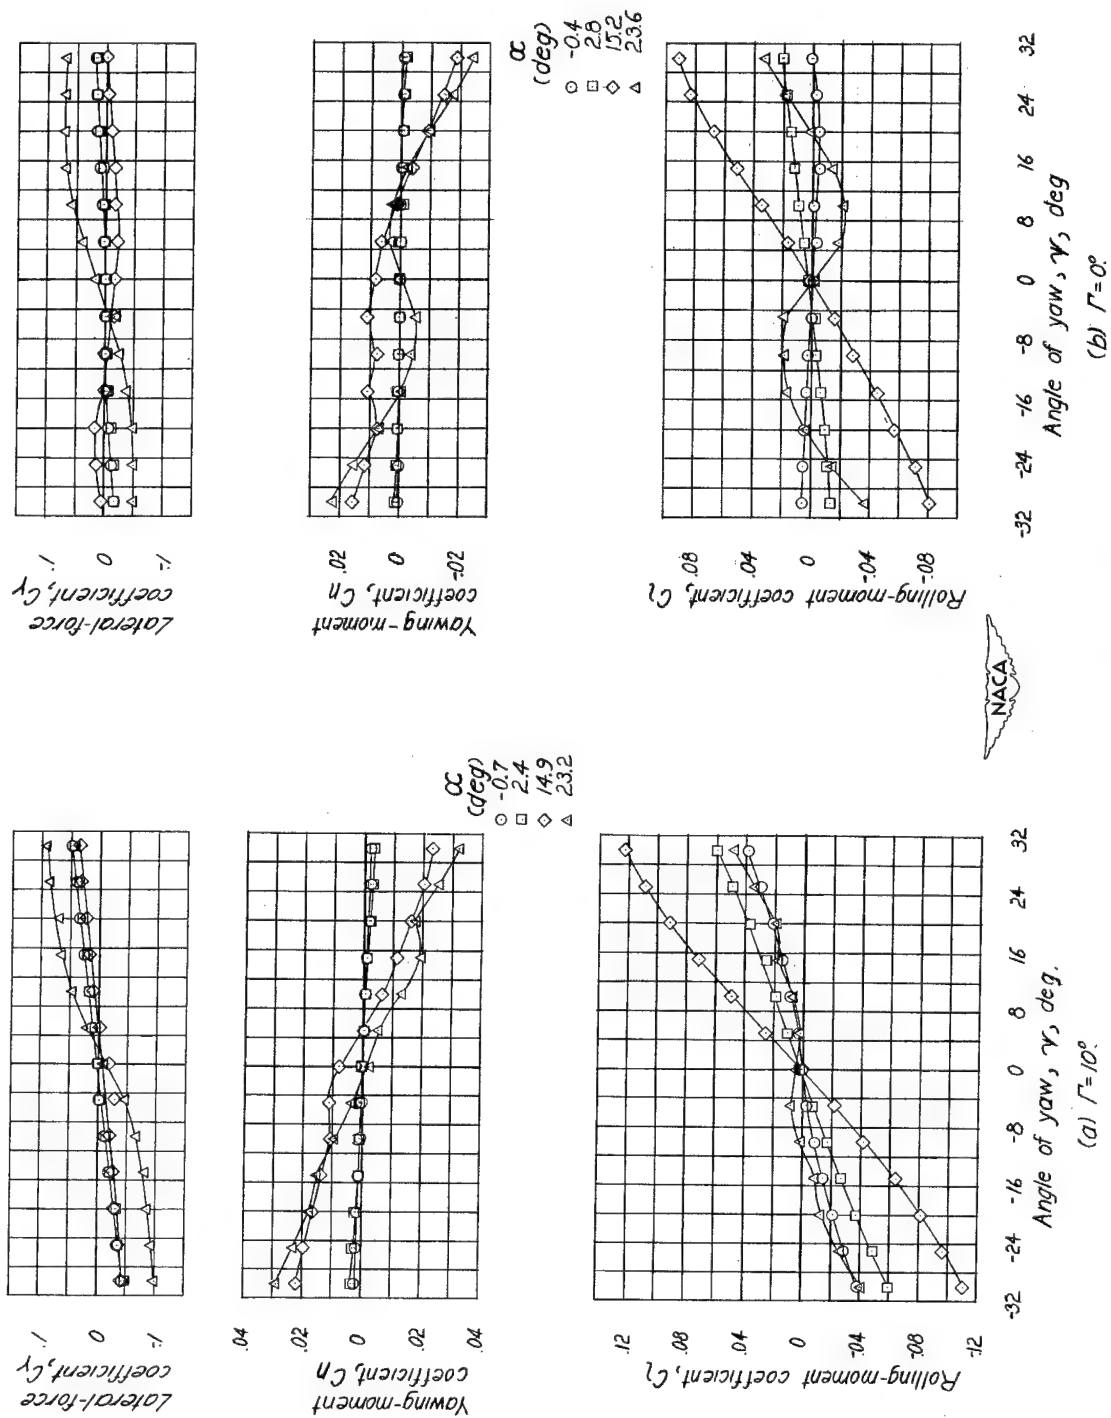 Lateral-force
coefficient, CY
.1
0
-.1
Yawing-moment
coefficient, Cn
.04
.02
0
.02
.04
α
(deg)
-0.7
2.4
14.9
23.2
Rolling-moment coefficient, Cl
.12
.08
.04
0
-.04
-.08
-.12
-32 -24 -16 -8 0 8 16 24 32
Angle of yaw, ψ, deg.
(a) Γ=10°.
Lateral-force
coefficient, CY
.1
0
-.1
Yawing-moment
coefficient, Cn
.02
0
-.02
α
(deg)
-0.4
2.8
15.2
23.6
Rolling-moment coefficient, Cl
.08
.04
0
-.04
-.08
-32 -24 -16 -8 0 8 16 24 32
Angle of yaw, ψ, deg
(b) Γ=0°.
NACA